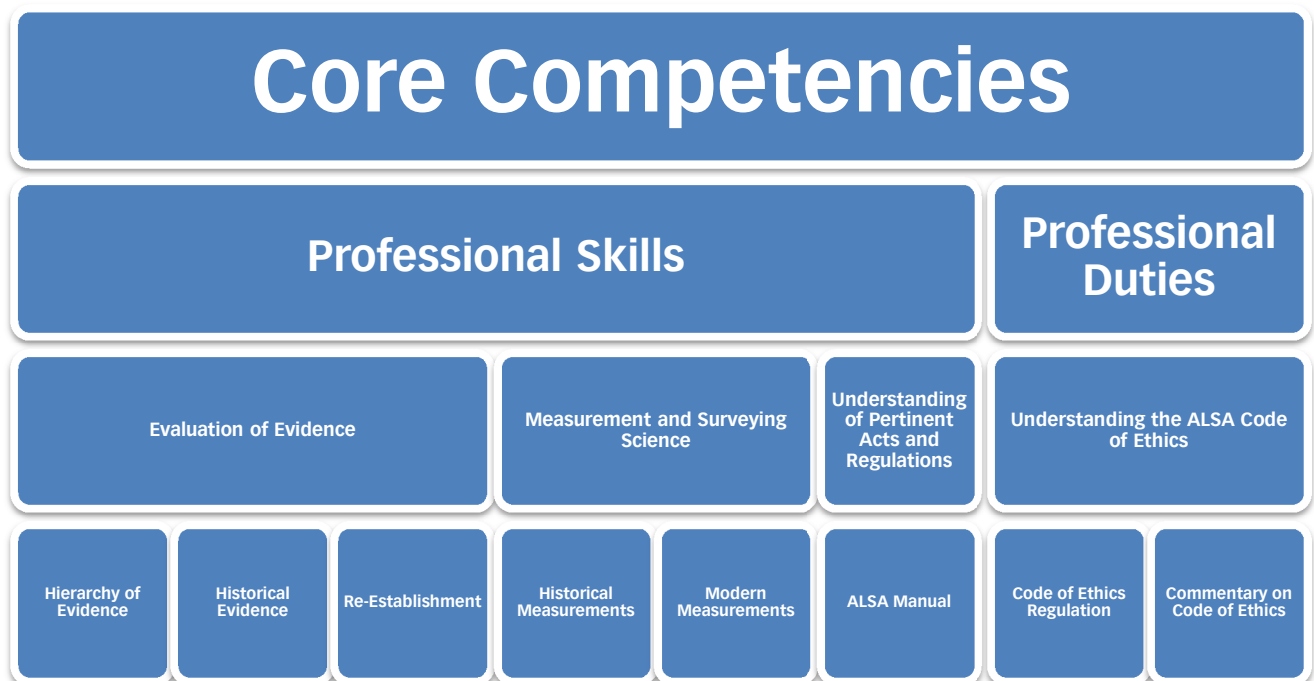 Core Competencies
Professional Skills
Professional
Duties
Evaluation of Evidence
Measurement and Surveying
Science
Understanding
of Pertinent
Acts and
Regulations
Understanding the ALSA Code
of Ethics
Hierarchy of
Evidence
Historical
Evidence
Re-Establishment
Historical
Measurements
Modern
Measurements
ALSA Manual
Code of Ethics
Regulation
Commentary on
Code of Ethics